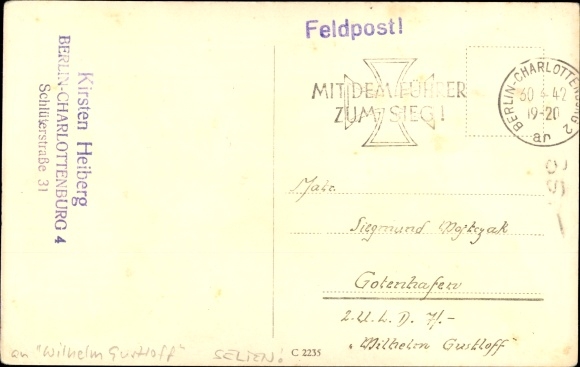 Feldpost!
Kirsten Heiberg
BERLIN-CHARLOTTENBURG 4
Schlüterstraße 31
MIT DEM FÜHRER
ZUM SIEG!
BERLIN-CHARLOTTENBURG 2
30 4 42
19-20
an
Siegmund Wojtczak
Gotenhafen
2. U. L. D. 7/-
"Wilhelm Gustloff"
an "Wilhelm Gustloff" SELTEN!
C 2235